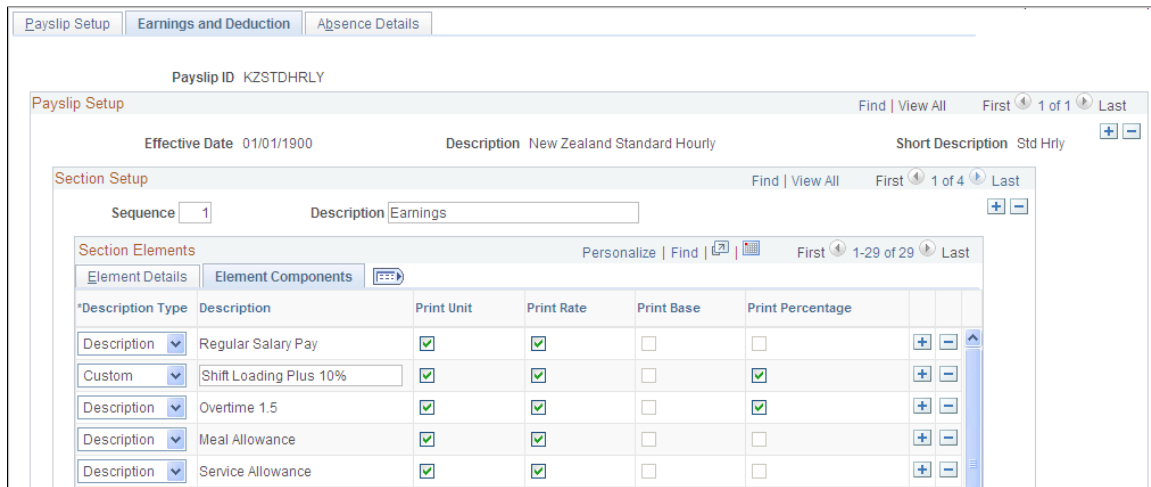 Payslip Setup Earnings and Deduction Absence Details
Payslip ID KZSTDHRLY
Payslip Setup Find | View All First 1 of 1 Last
Effective Date 01/01/1900 Description New Zealand Standard Hourly Short Description Std Hrly
Section Setup Find | View All First 1 of 4 Last
Sequence 1 Description Earnings
Section Elements Personalize | Find | | First 1-29 of 29 Last
Element Details Element Components
*Description Type Description Print Unit Print Rate Print Base Print Percentage
Description Regular Salary Pay
Custom Shift Loading Plus 10%
Description Overtime 1.5
Description Meal Allowance
Description Service Allowance